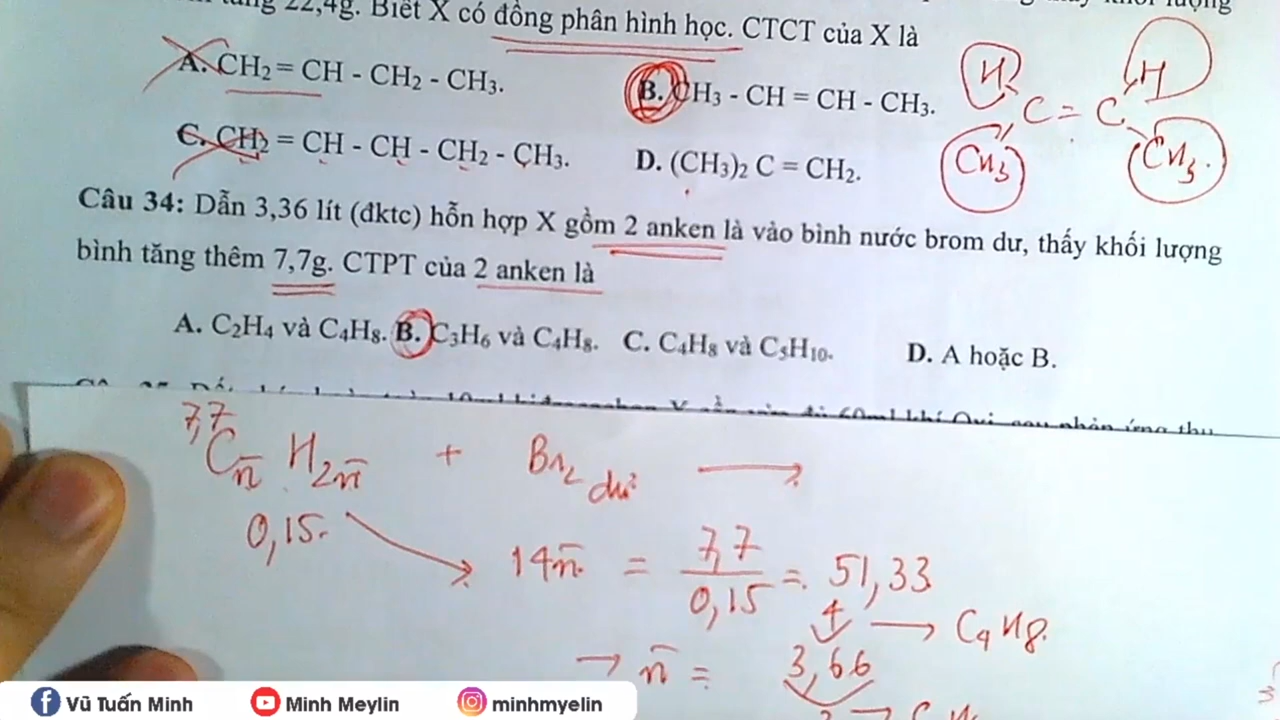 tăng 22,4g. Biết X có đồng phân hình học. CTCT của X là
A. CH2 = CH - CH2 - CH3.
B. CH3 - CH = CH - CH3.
C. CH2 = CH - CH - CH2 - CH3.
D. (CH3)2 C = CH2.
H H
C = C
CH3 CH3.
Câu 34: Dẫn 3,36 lít (đktc) hỗn hợp X gồm 2 anken là vào bình nước brom dư, thấy khối lượng
bình tăng thêm 7,7g. CTPT của 2 anken là
A. C2H4 và C4H8. B. C3H6 và C4H8. C. C4H8 và C5H10. D. A hoặc B.
7,7
Cn̄ H2n̄ + Br2 dư →
0,15.
14n̄ = 7,7 / 0,15 = 51,33
4 → C4H8.
→ n̄ = 3,66
Vũ Tuấn Minh Minh Meylin minhmyelin